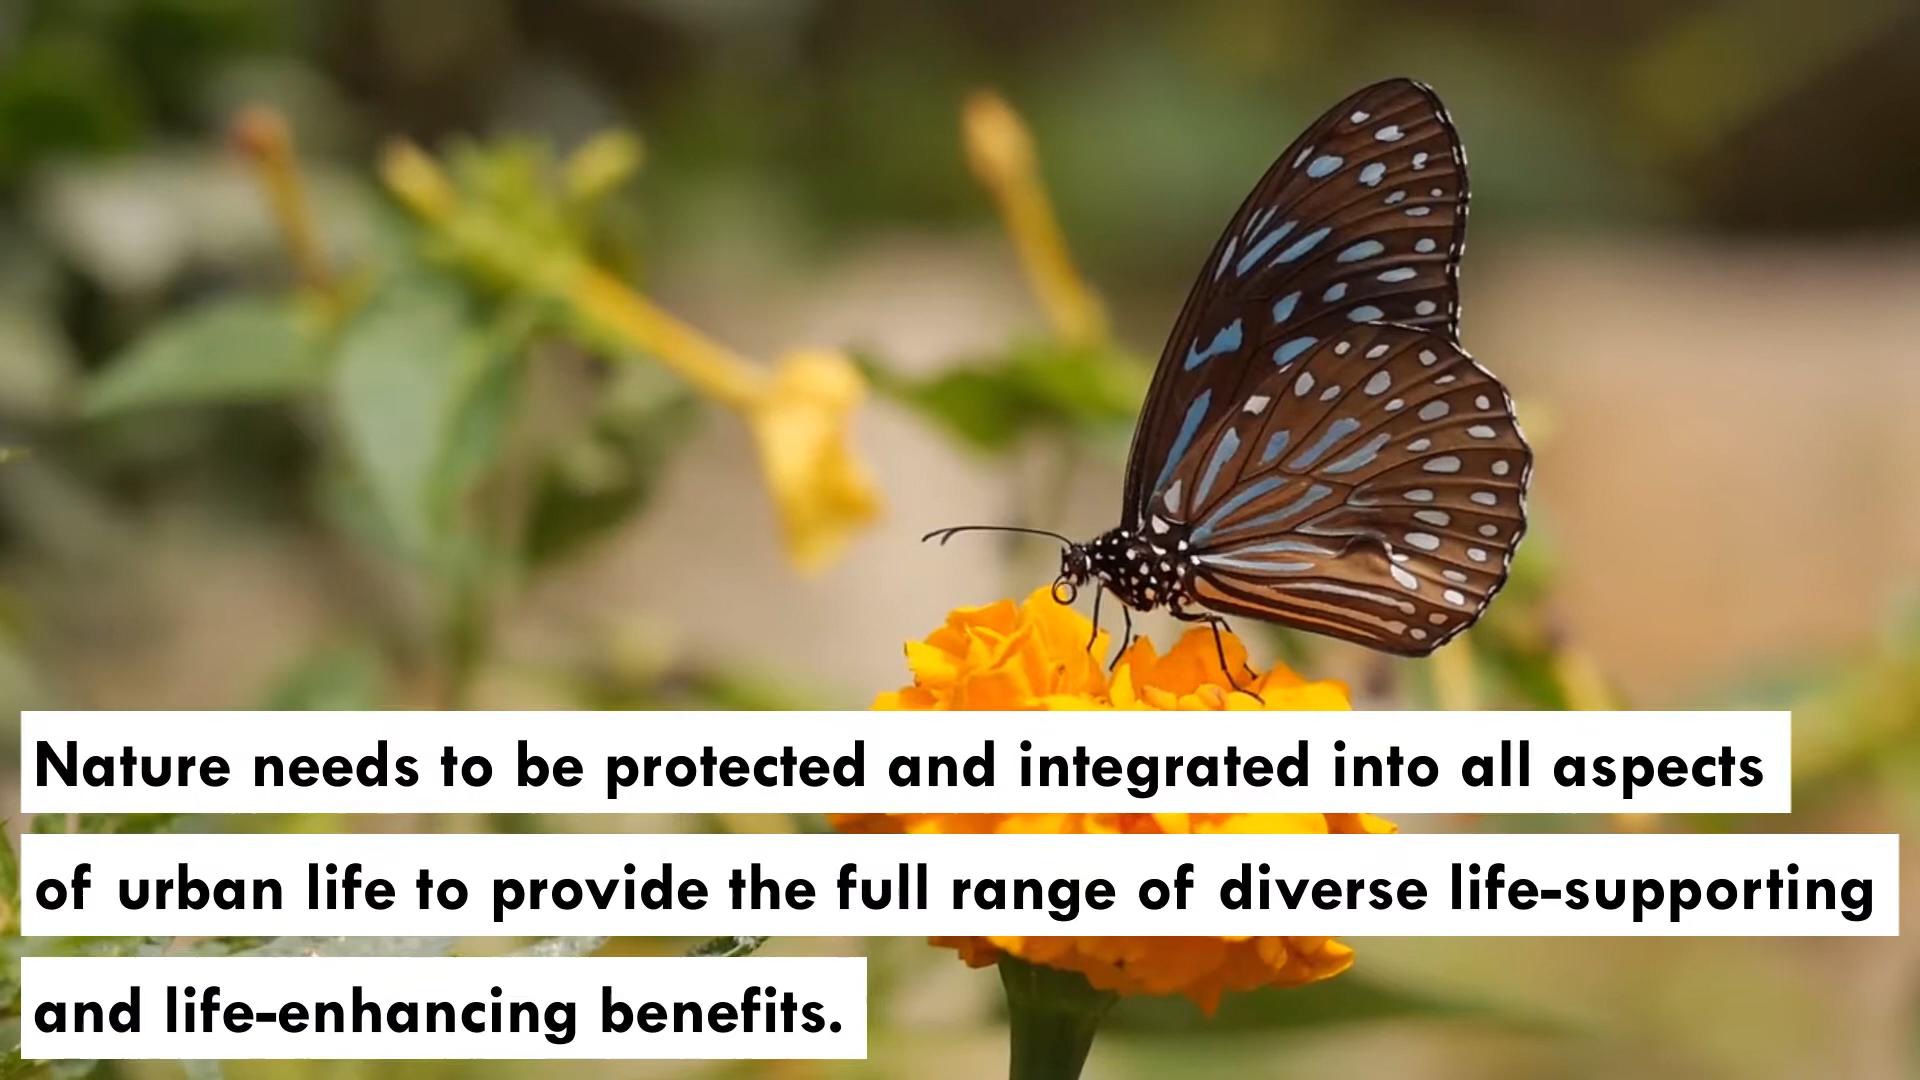 Nature needs to be protected and integrated into all aspects
of urban life to provide the full range of diverse life-supporting
and life-enhancing benefits.